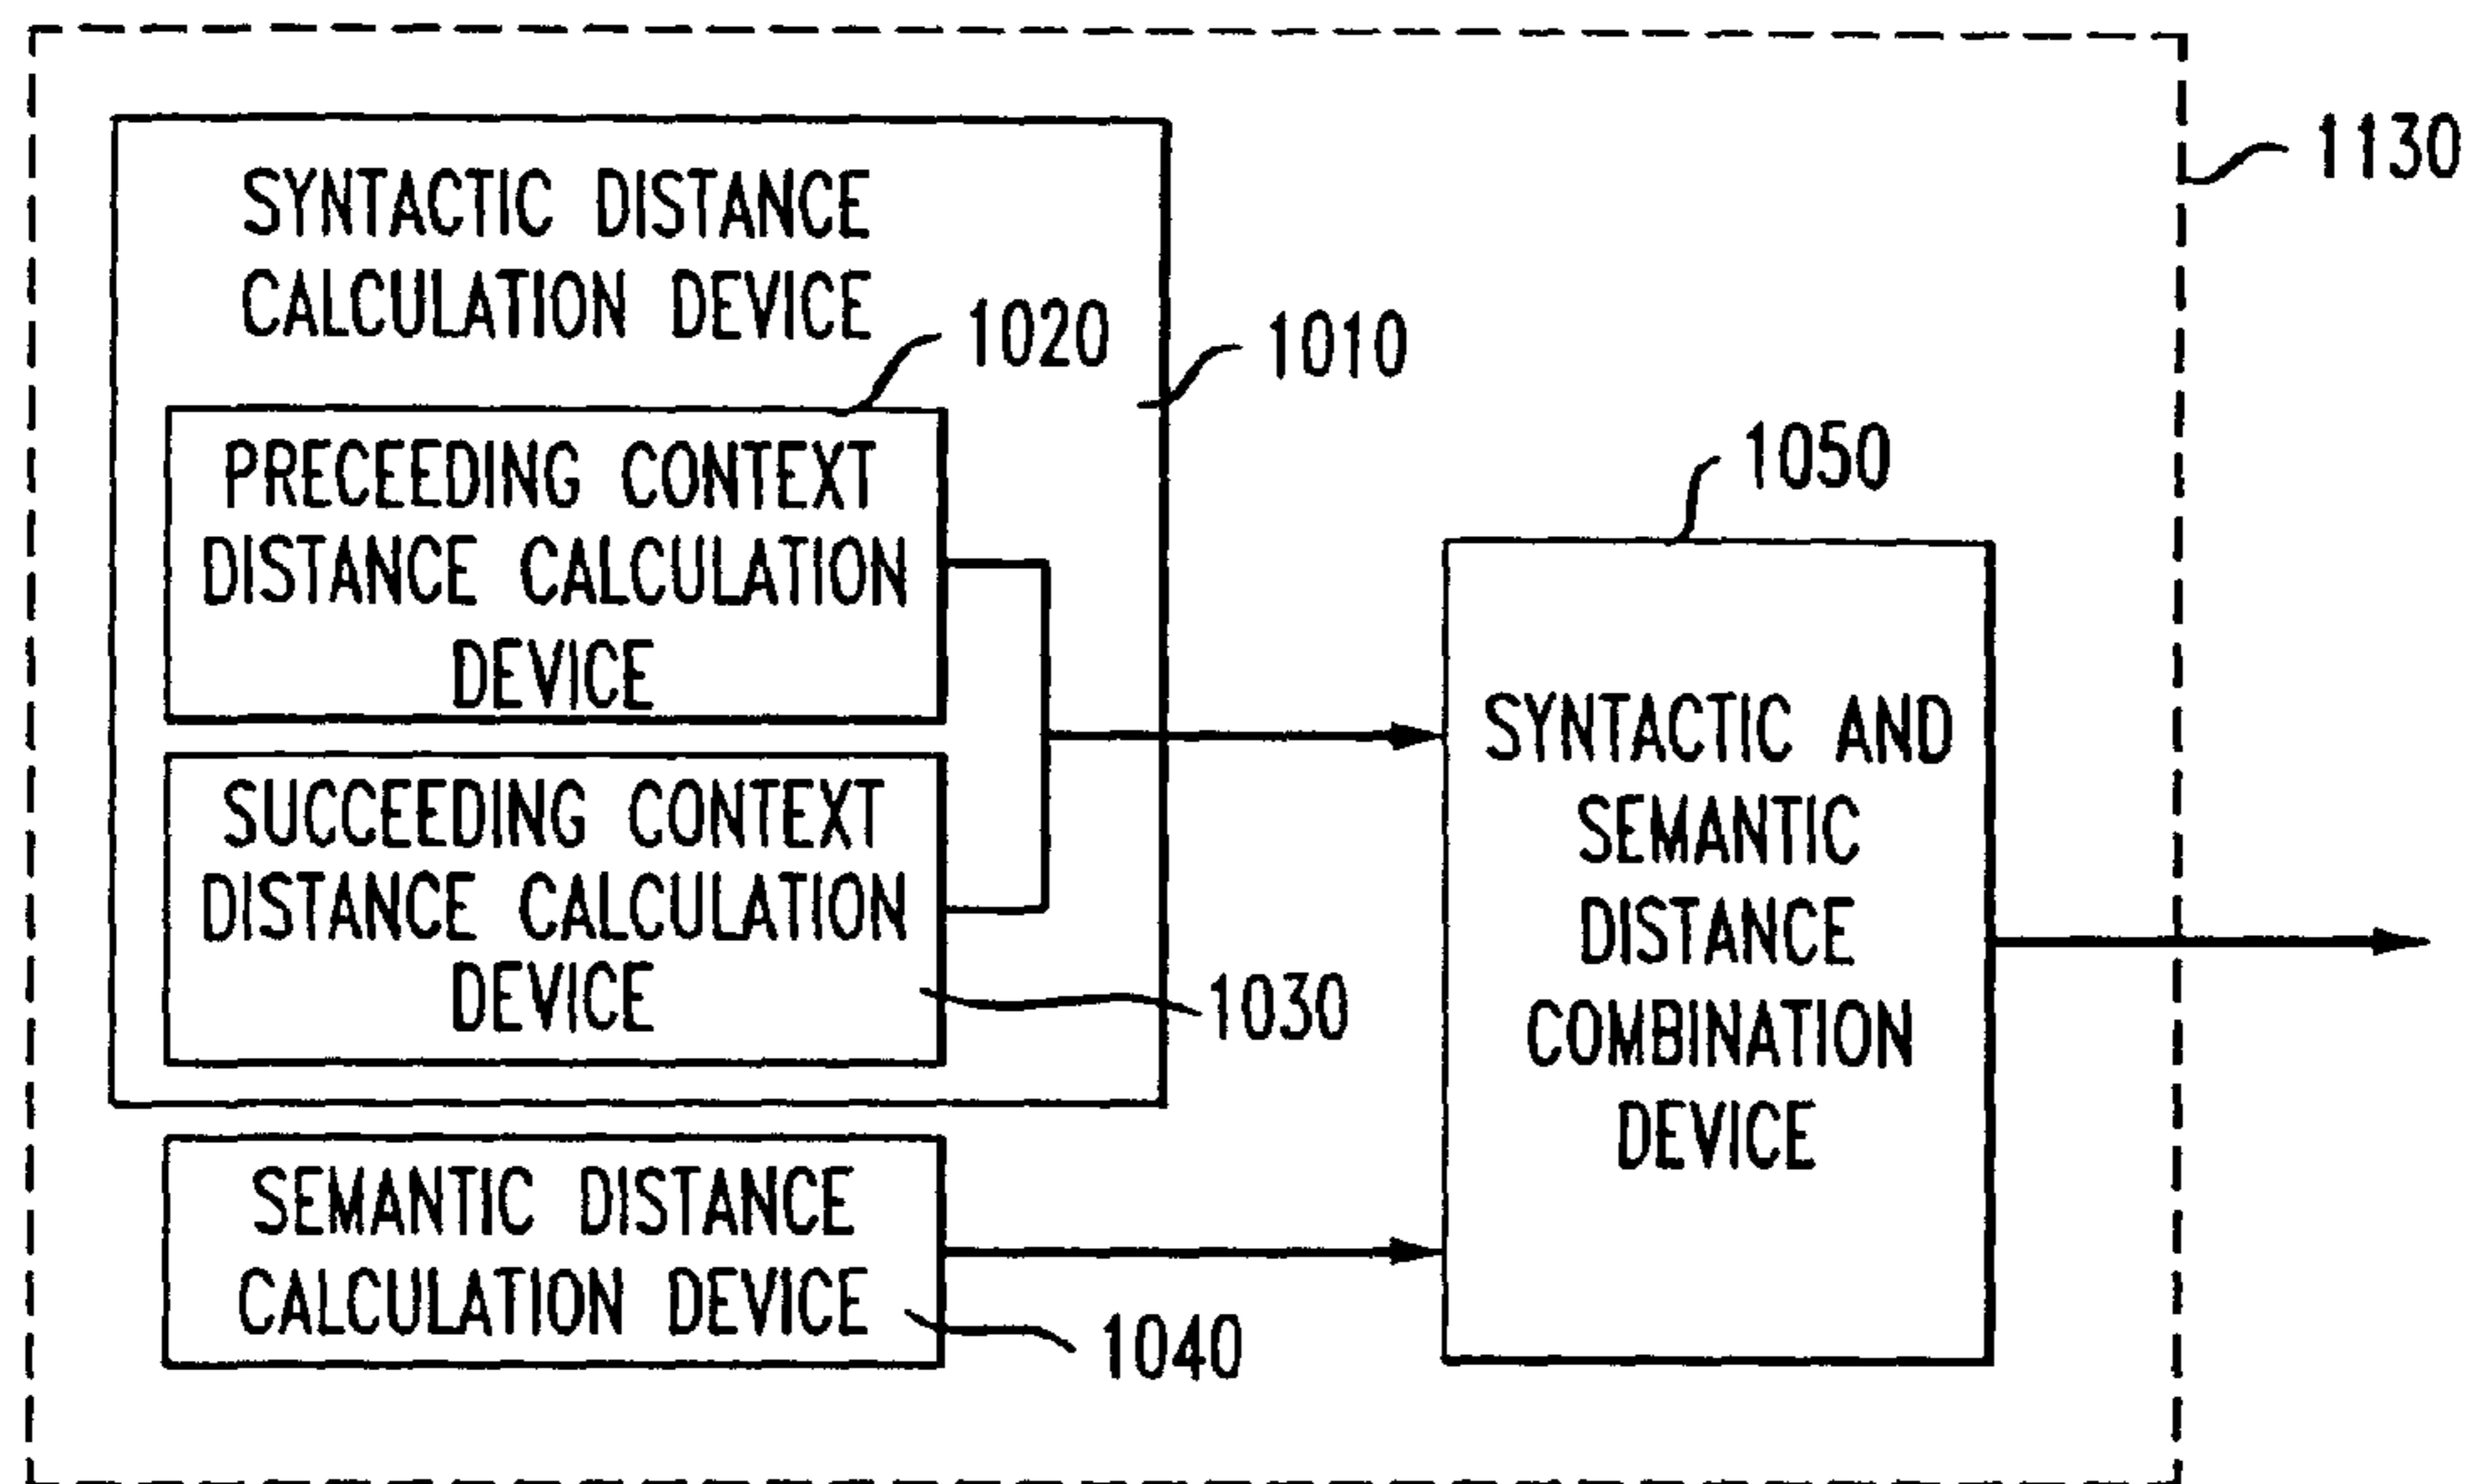 1130
SYNTACTIC DISTANCE
CALCULATION DEVICE
1020
1010
PRECEEDING CONTEXT
DISTANCE CALCULATION
DEVICE
1050
SUCCEEDING CONTEXT
DISTANCE CALCULATION
DEVICE
1030
SYNTACTIC AND
SEMANTIC
DISTANCE
COMBINATION
DEVICE
SEMANTIC DISTANCE
CALCULATION DEVICE
1040